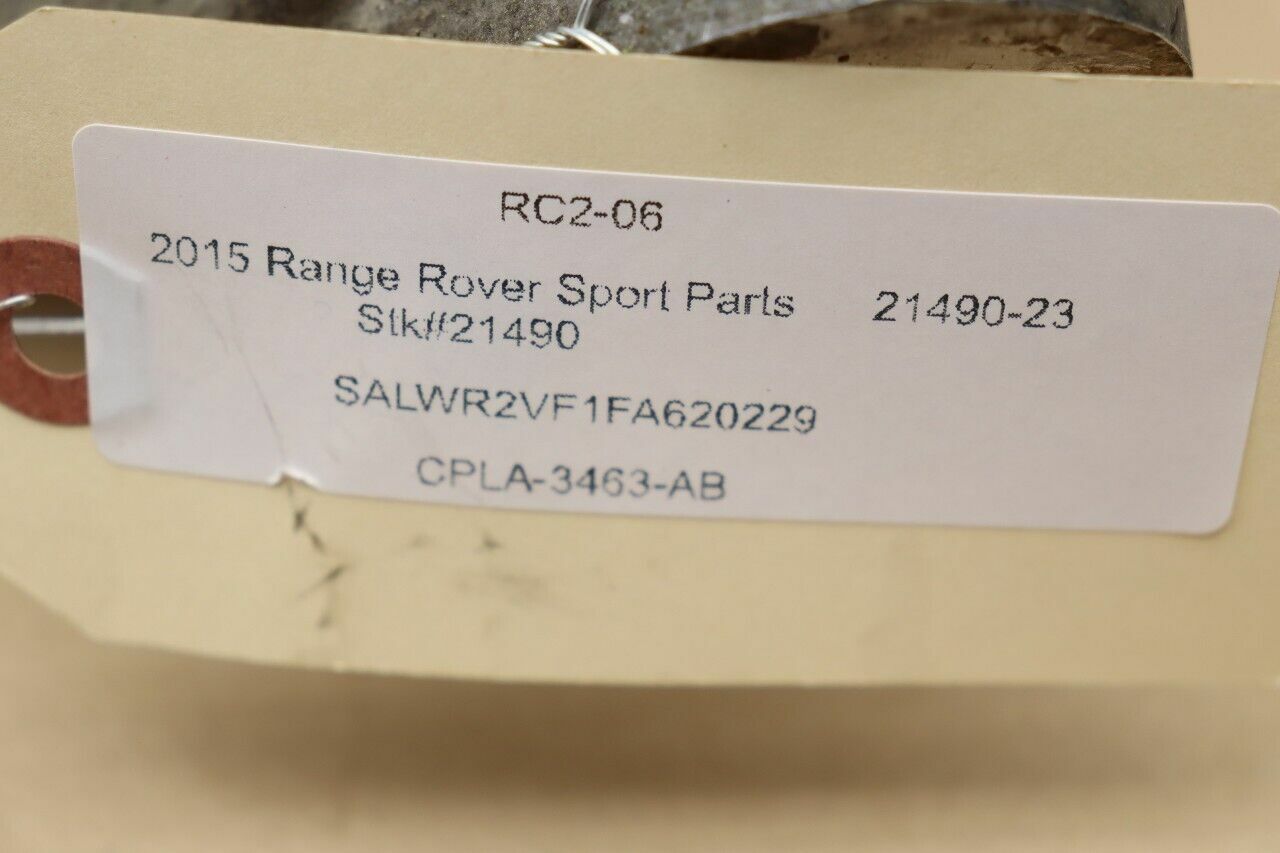 RC2-06
2015 Range Rover Sport Parts 21490-23
Stk#21490
SALWR2VF1FA620229
CPLA-3463-AB